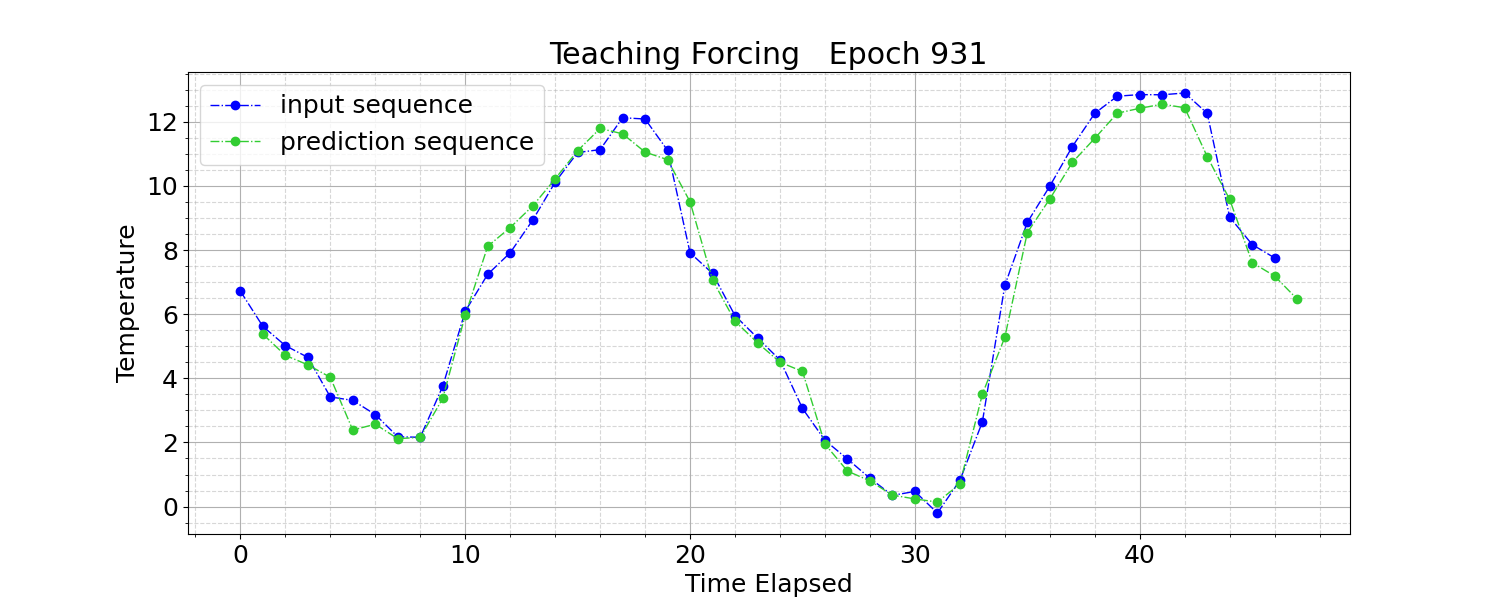 Teaching Forcing   Epoch 931
input sequence
prediction sequence
Temperature
12
10
8
6
4
2
0
0 10 20 30 40
Time Elapsed